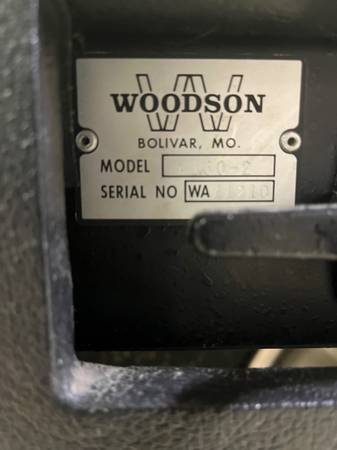 WOODSON
BOLIVAR, MO.
MODEL
SERIAL NO WA